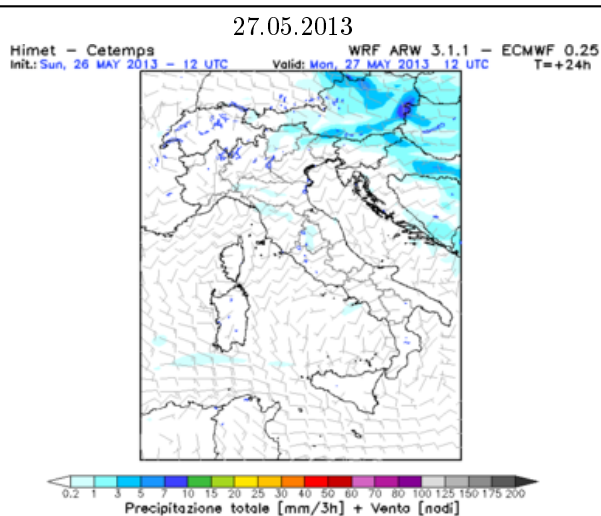 27.05.2013
Himet - Cetemps WRF ARW 3.1.1 - ECMWF 0.25
Init.: Sun, 26 MAY 2013 - 12 UTC Valid: Mon, 27 MAY 2013 12 UTC T=+24h
0.2 1 3 5 7 10 15 20 25 30 40 50 60 70 80 100 125 150 175 200
Precipitazione totale [mm/3h] + Vento [nodi]